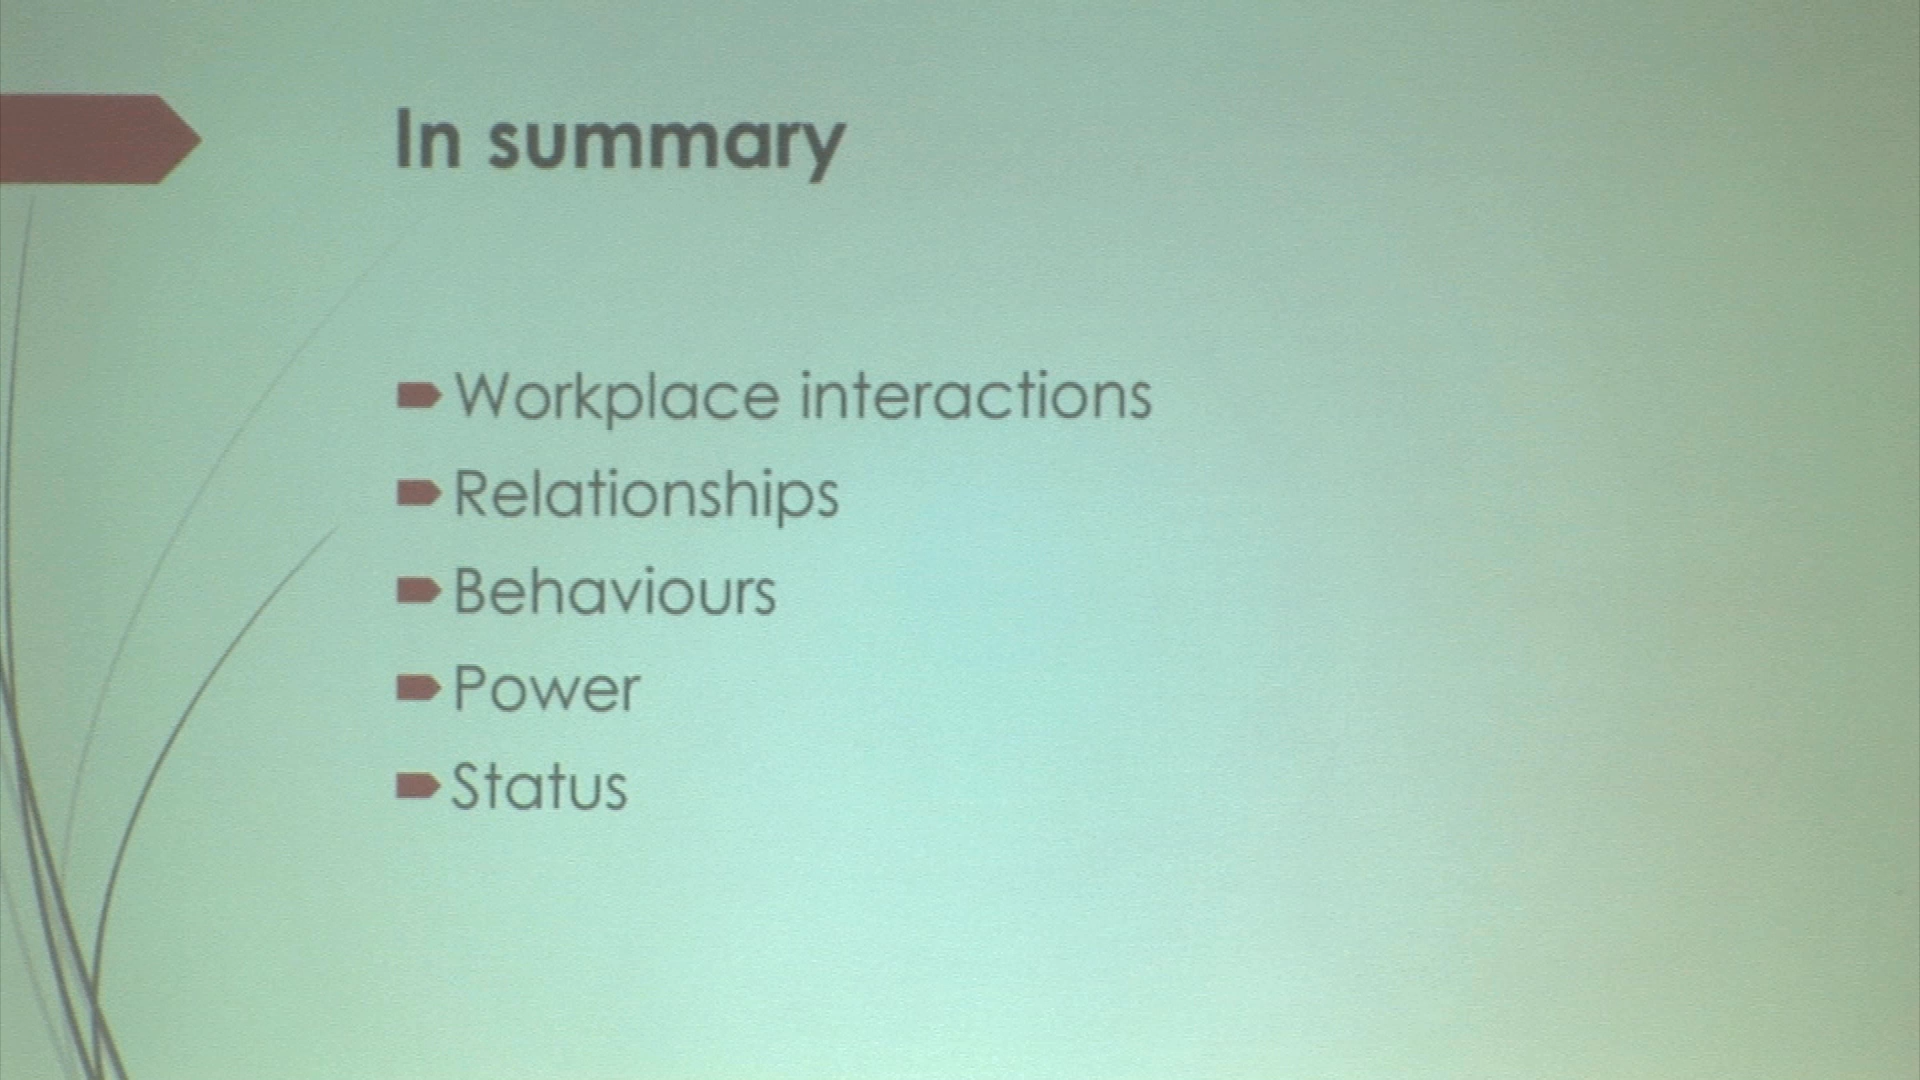 In summary
Workplace interactions
Relationships
Behaviours
Power
Status